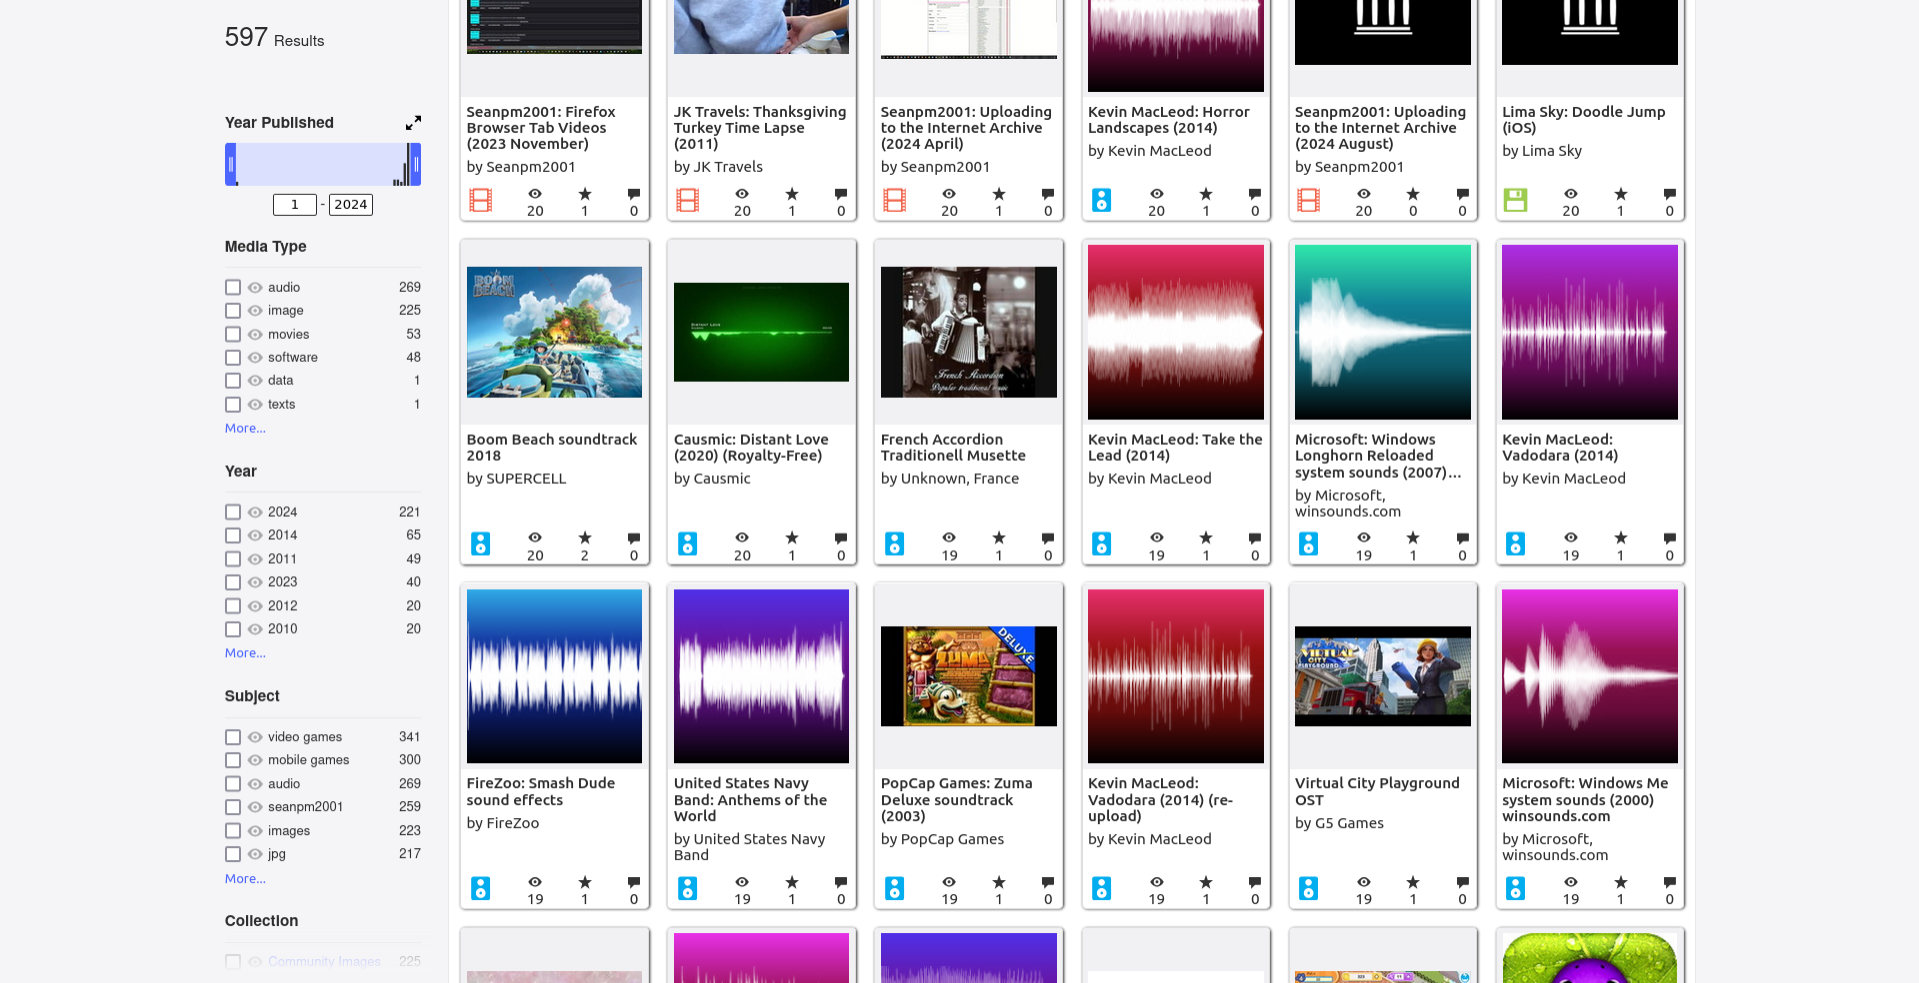 597 Results
Year Published
1 - 2024
Media Type
audio 269
image 225
movies 53
software 48
data 1
texts 1
More...
Year
2024 221
2014 65
2011 49
2023 40
2012 20
2010 20
More...
Subject
video games 341
mobile games 300
audio 269
seanpm2001 259
images 223
jpg 217
More...
Collection
Community Images 225
Seanpm2001: Firefox
Browser Tab Videos
(2023 November)
by Seanpm2001
20 1 0
JK Travels: Thanksgiving
Turkey Time Lapse
(2011)
by JK Travels
20 1 0
Seanpm2001: Uploading
to the Internet Archive
(2024 April)
by Seanpm2001
20 1 0
Kevin MacLeod: Horror
Landscapes (2014)
by Kevin MacLeod
20 1 0
Seanpm2001: Uploading
to the Internet Archive
(2024 August)
by Seanpm2001
20 0 0
Lima Sky: Doodle Jump
(iOS)
by Lima Sky
20 1 0
BOOM
BEACH
Boom Beach soundtrack
2018
by SUPERCELL
20 2 0
Distant Love
Causmic: Distant Love
(2020) (Royalty-Free)
by Causmic
20 1 0
French Accordion
Popular traditional music
French Accordion
Traditionell Musette
by Unknown, France
19 1 0
Kevin MacLeod: Take the
Lead (2014)
by Kevin MacLeod
19 1 0
Microsoft: Windows
Longhorn Reloaded
system sounds (2007)...
by Microsoft,
winsounds.com
19 1 0
Kevin MacLeod:
Vadodara (2014)
by Kevin MacLeod
19 1 0
FireZoo: Smash Dude
sound effects
by FireZoo
19 1 0
United States Navy
Band: Anthems of the
World
by United States Navy
Band
19 1 0
DELUXE
ZUMA
PopCap Games: Zuma
Deluxe soundtrack
(2003)
by PopCap Games
19 1 0
Kevin MacLeod:
Vadodara (2014) (re-
upload)
by Kevin MacLeod
19 1 0
VIRTUAL
CITY
PLAYGROUND
Virtual City Playground
OST
by G5 Games
19 1 0
Microsoft: Windows Me
system sounds (2000)
winsounds.com
by Microsoft,
winsounds.com
19 1 0